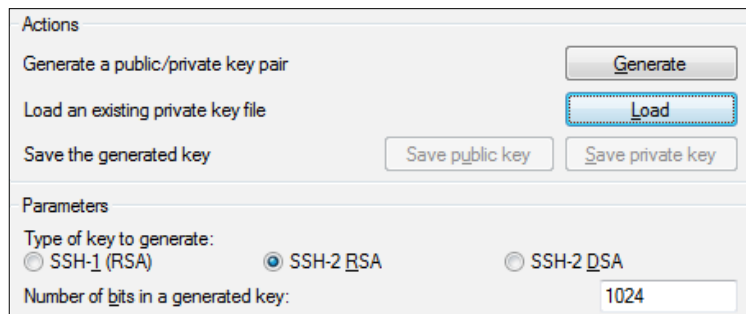 Actions
Generate a public/private key pair Generate
Load an existing private key file Load
Save the generated key Save public key Save private key
Parameters
Type of key to generate:
SSH-1 (RSA) SSH-2 RSA SSH-2 DSA
Number of bits in a generated key: 1024